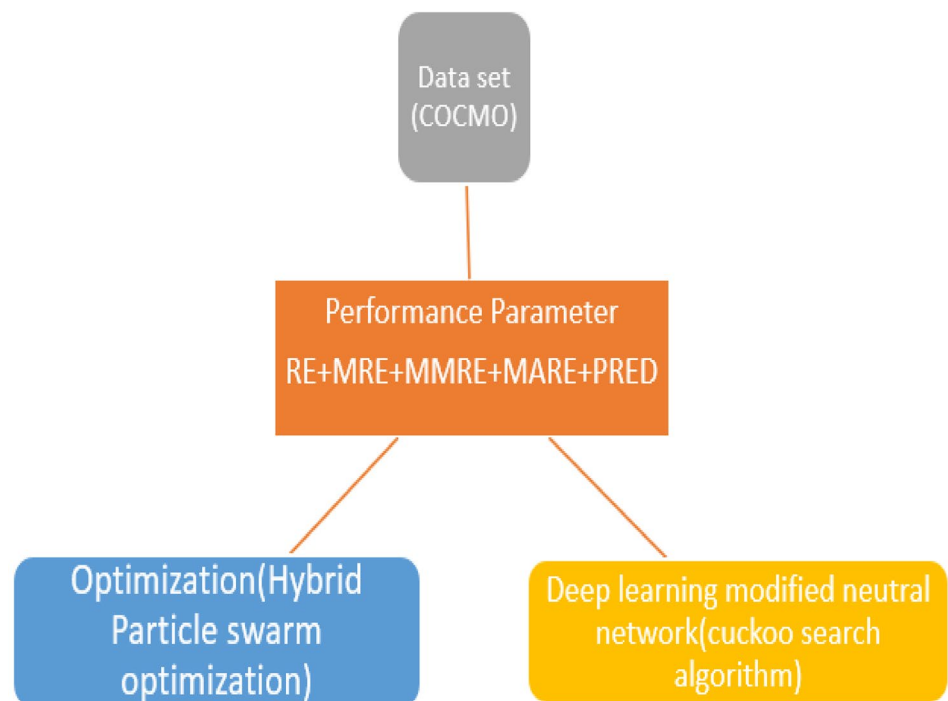 Data set
(COCMO)
Performance Parameter
RE+MRE+MMRE+MARE+PRED
Optimization(Hybrid
Particle swarm
optimization)
Deep learning modified neutral
network(cuckoo search
algorithm)